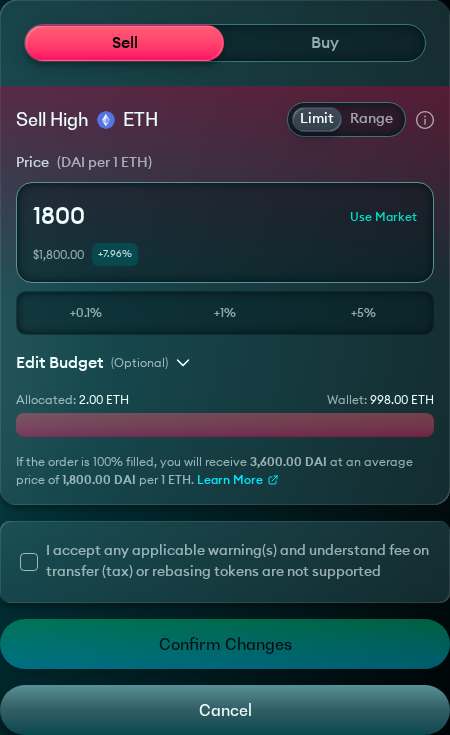 Sell Buy
Sell High ETH Limit Range
Price (DAI per 1 ETH)
1800 Use Market
$1,800.00 +7.96%
+0.1% +1% +5%
Edit Budget (Optional)
Allocated: 2.00 ETH Wallet: 998.00 ETH
If the order is 100% filled, you will receive 3,600.00 DAI at an average
price of 1,800.00 DAI per 1 ETH. Learn More
I accept any applicable warning(s) and understand fee on
transfer (tax) or rebasing tokens are not supported
Confirm Changes
Cancel